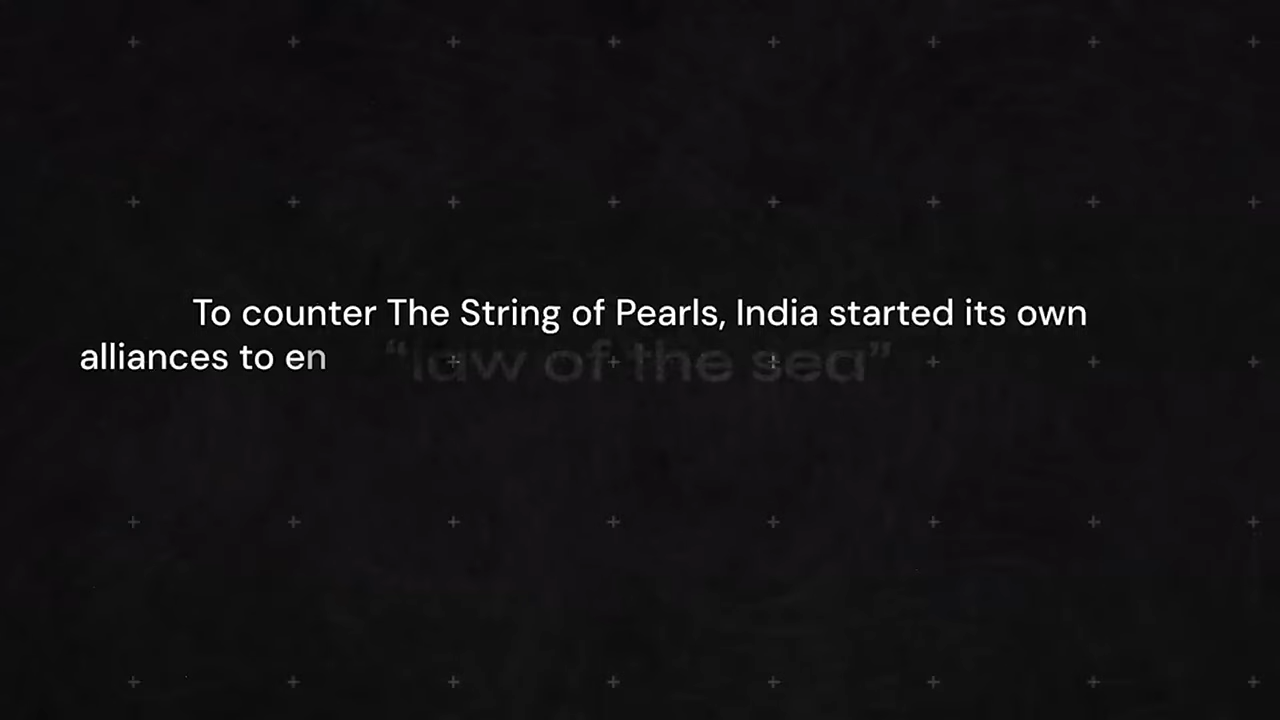 To counter The String of Pearls, India started its own
alliances to en
“law of the sea”